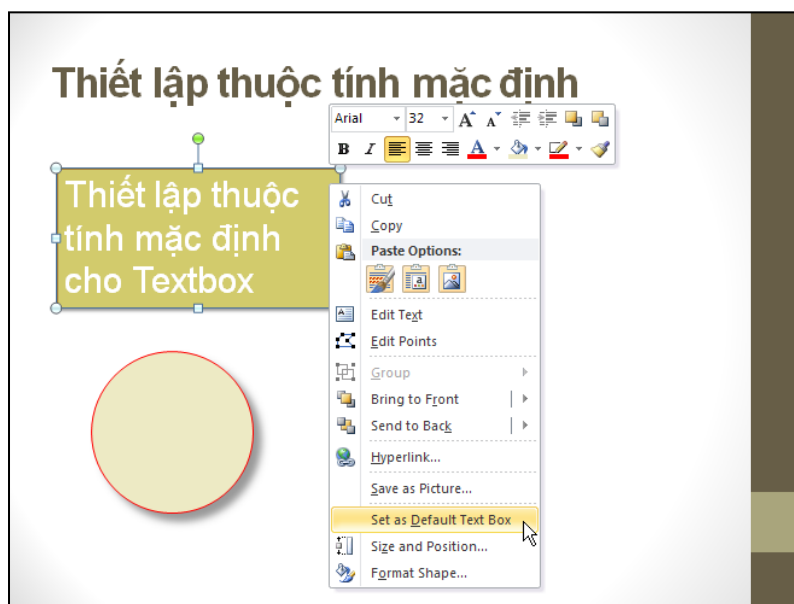 Thiết lập thuộc tính mặc định
Arial 32 A A
B I A
Thiết lập thuộc
tính mặc định
cho Textbox
Cut
Copy
Paste Options:
Edit Text
Edit Points
Group
Bring to Front
Send to Back
Hyperlink...
Save as Picture...
Set as Default Text Box
Size and Position...
Format Shape...